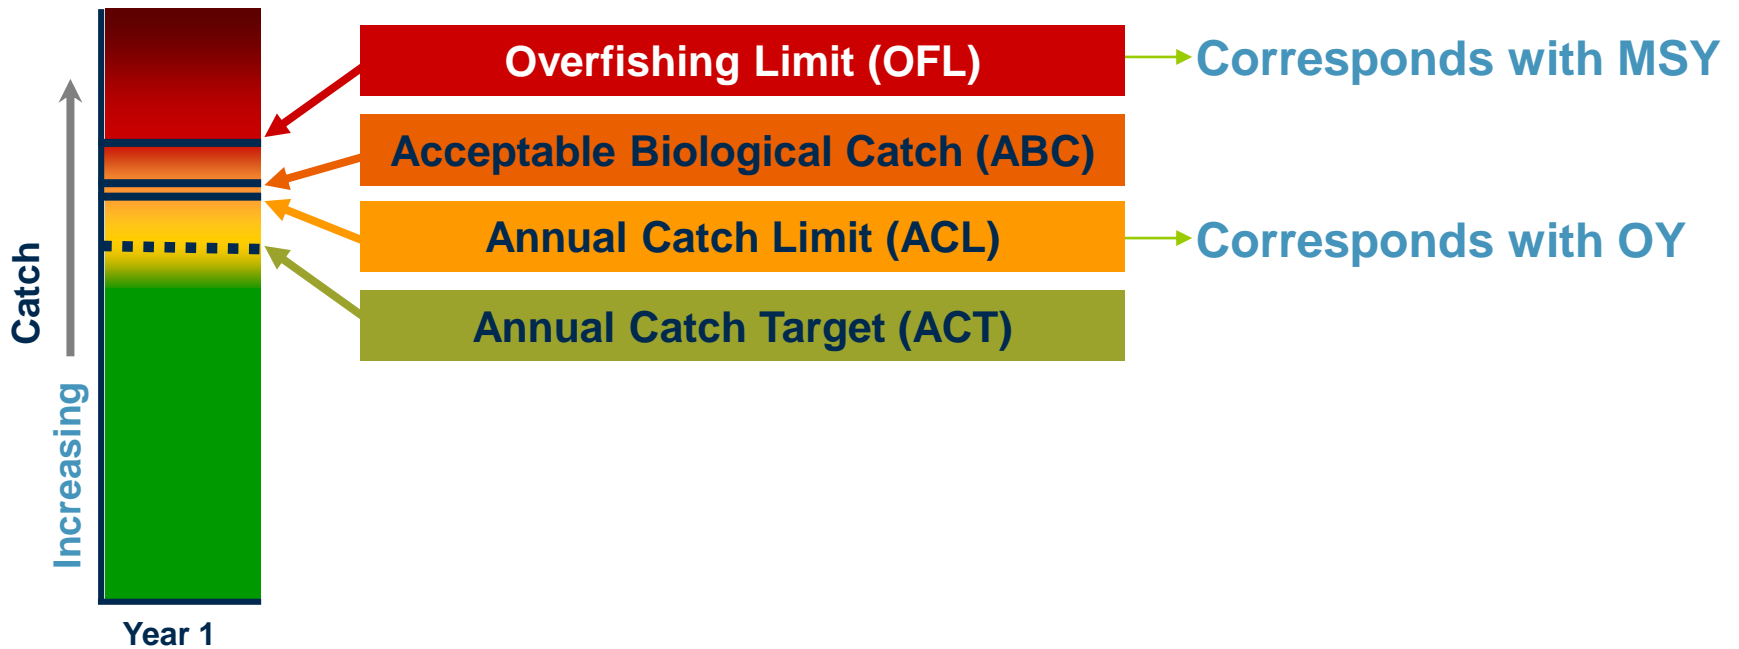 Overfishing Limit (OFL)
Corresponds with MSY
Acceptable Biological Catch (ABC)
Annual Catch Limit (ACL)
Corresponds with OY
Annual Catch Target (ACT)
Catch
Increasing
Year 1